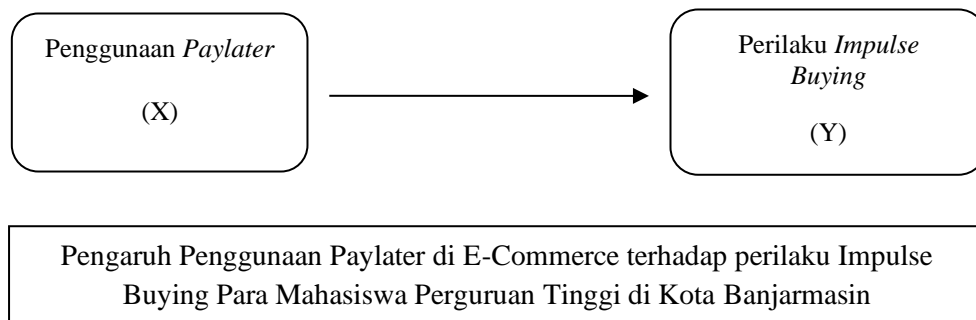 Penggunaan Paylater
(X)
Perilaku Impulse
Buying
(Y)
Pengaruh Penggunaan Paylater di E-Commerce terhadap perilaku Impulse
Buying Para Mahasiswa Perguruan Tinggi di Kota Banjarmasin